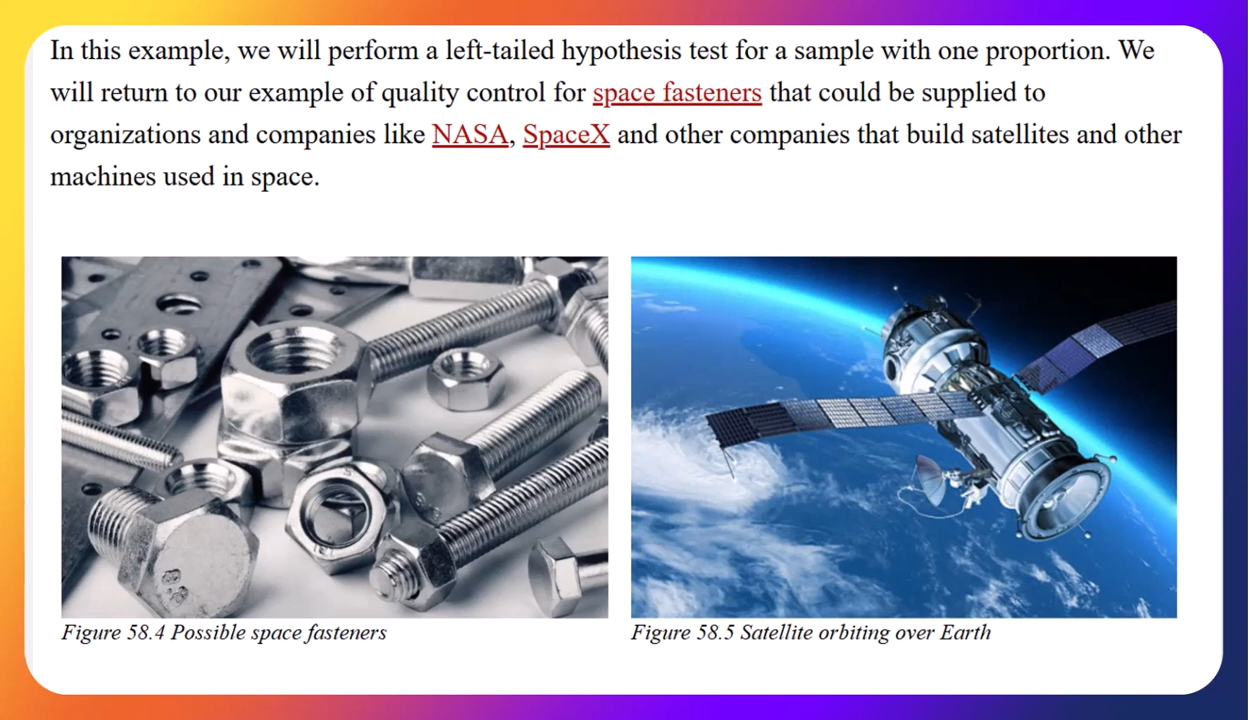 In this example, we will perform a left-tailed hypothesis test for a sample with one proportion. We
will return to our example of quality control for space fasteners that could be supplied to
organizations and companies like NASA, SpaceX and other companies that build satellites and other
machines used in space.
Figure 58.4 Possible space fasteners
Figure 58.5 Satellite orbiting over Earth